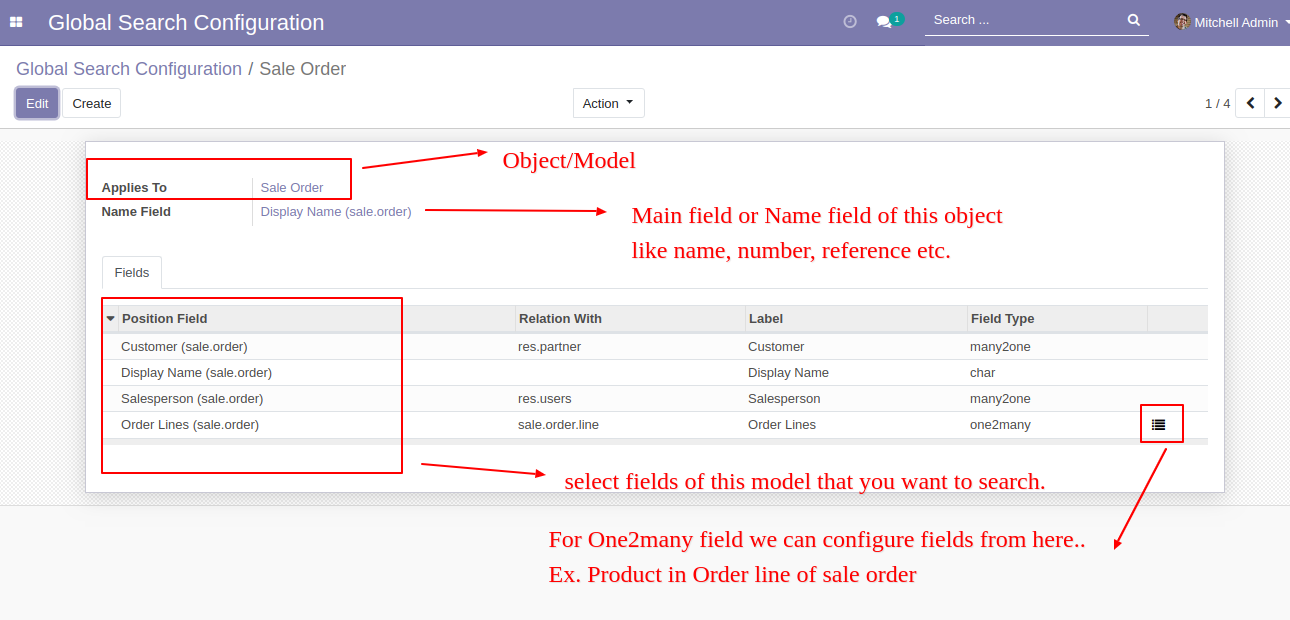 Global Search Configuration
1
Search ...
Mitchell Admin
Global Search Configuration / Sale Order
Edit
Create
Action
1 / 4
Object/Model
Applies To
Sale Order
Name Field
Display Name (sale.order)
Main field or Name field of this object
like name, number, reference etc.
Fields
Position Field Relation With Label Field Type
Customer (sale.order) res.partner Customer many2one
Display Name (sale.order) Display Name char
Salesperson (sale.order) res.users Salesperson many2one
Order Lines (sale.order) sale.order.line Order Lines one2many
select fields of this model that you want to search.
For One2many field we can configure fields from here..
Ex. Product in Order line of sale order